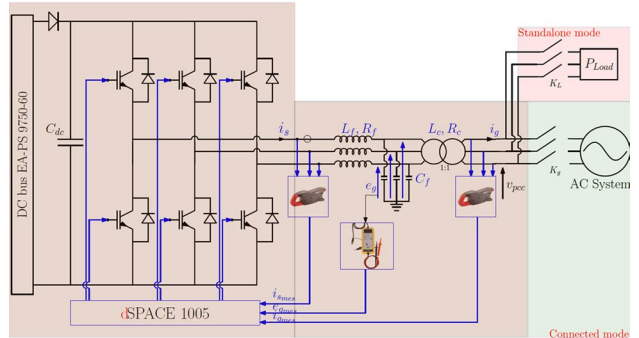 Standalone mode
DC bus EA-PS 9750-60
C_dc
i_s
L_f, R_f
L_c, R_c
i_g
K_L
P_Load
1:1
e_g
C_f
v_pcc
K_g
AC System
i_smes
e_gmes
i_gmes
dSPACE 1005
Connected mode